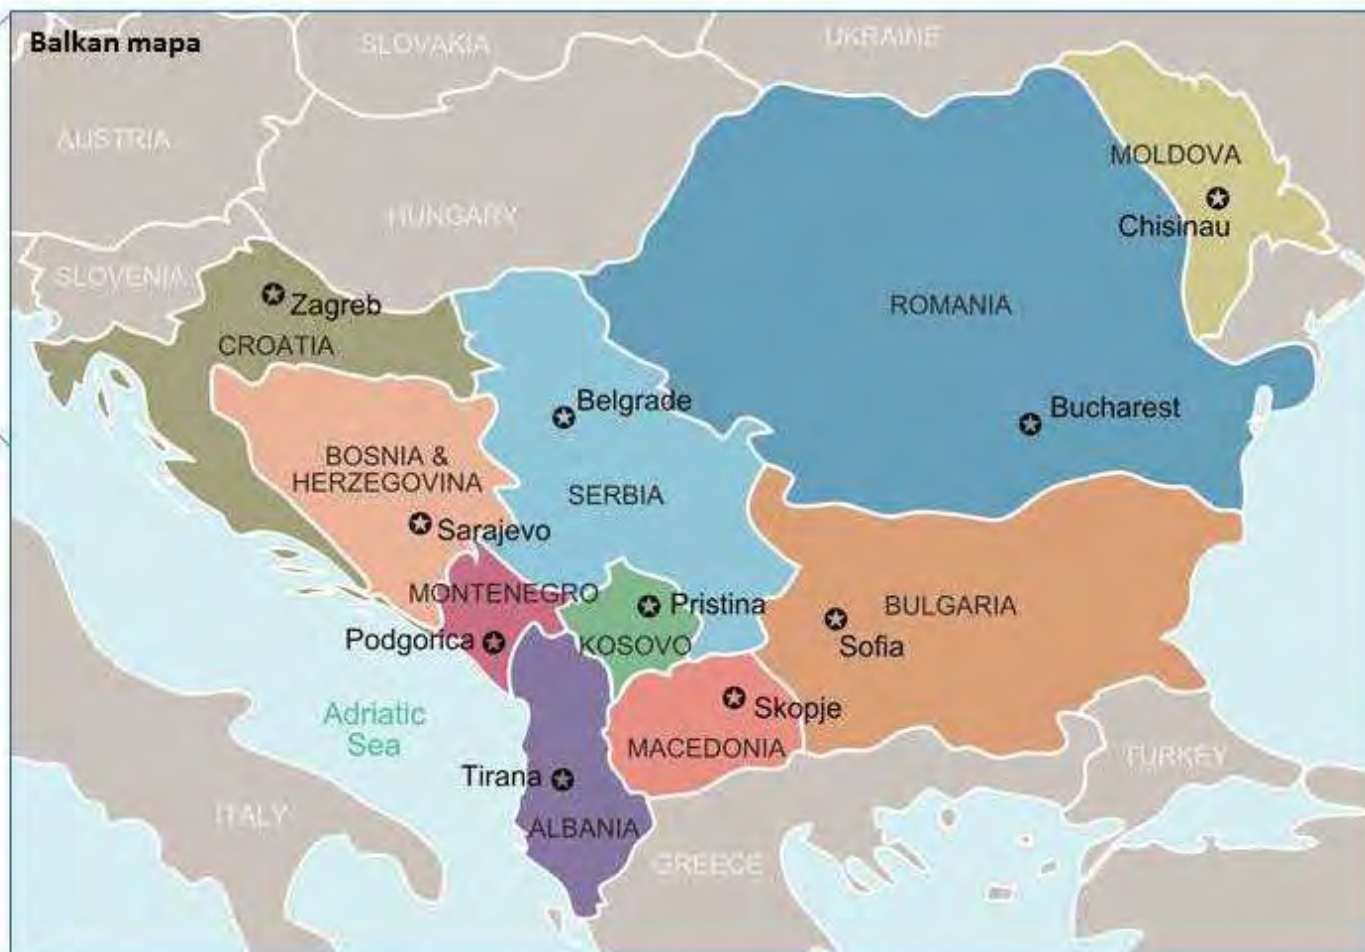 Balkan mapa
SLOVAKIA
UKRAINE
AUSTRIA
MOLDOVA
Chisinau
HUNGARY
SLOVENIA
Zagreb
CROATIA
ROMANIA
Belgrade
Bucharest
BOSNIA &
HERZEGOVINA
SERBIA
Sarajevo
MONTENEGRO
Pristina
BULGARIA
Podgorica
KOSOVO
Sofia
Adriatic
Sea
Skopje
MACEDONIA
TURKEY
Tirana
ITALY
ALBANIA
GREECE